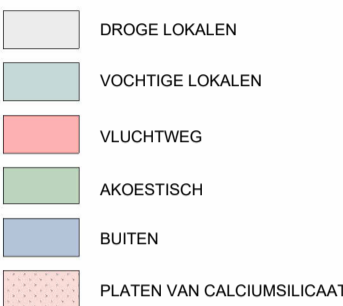 DROGE LOKALEN
VOCHTIGE LOKALEN
VLUCHTWEG
AKOESTISCH
BUITEN
PLATEN VAN CALCIUMSILICAAT